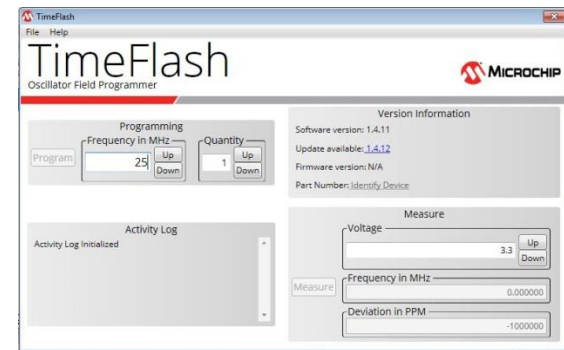 TimeFlash
File Help
TimeFlash
Oscillator Field Programmer
MICROCHIP
Programming
Frequency in MHz
Quantity
Program
25
Up
Down
1
Up
Down
Version Information
Software version: 1.4.11
Update available: 1.4.12
Firmware version: N/A
Part Number: Identify Device
Activity Log
Activity Log Initialized
Measure
Voltage
3.3
Up
Down
Measure
Frequency in MHz
0.000000
Deviation in PPM
-1000000